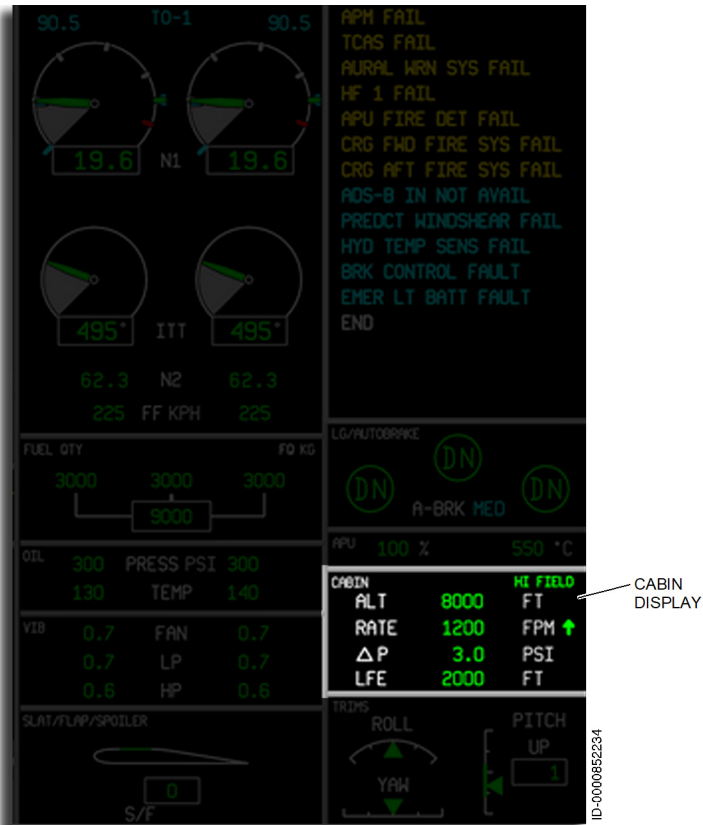 90.5 TO-1 90.5
19.6 N1 19.6
495° ITT 495°
62.3 N2 62.3
225 FF KPH 225
FUEL QTY FQ KG
3000 3000 3000
9000
OIL 300 PRESS PSI 300
130 TEMP 140
VIB 0.7 FAN 0.7
0.7 LP 0.7
0.6 HP 0.6
SLAT/FLAP/SPOILER
0
S/F
APM FAIL
TCAS FAIL
AURAL WRN SYS FAIL
HF 1 FAIL
APU FIRE DET FAIL
CRG FWD FIRE SYS FAIL
CRG AFT FIRE SYS FAIL
ADS-B IN NOT AVAIL
PREDCT WINDSHEAR FAIL
HYD TEMP SENS FAIL
BRK CONTROL FAULT
EMER LT BATT FAULT
END
LG/AUTOBRAKE
DN
DN DN
A-BRK MED
APU 100 % 550 °C
CABIN HI FIELD
ALT 8000 FT
RATE 1200 FPM ↑
△P 3.0 PSI
LFE 2000 FT
TRIMS
ROLL PITCH
UP
1
YAW
CABIN
DISPLAY
ID-0000852234